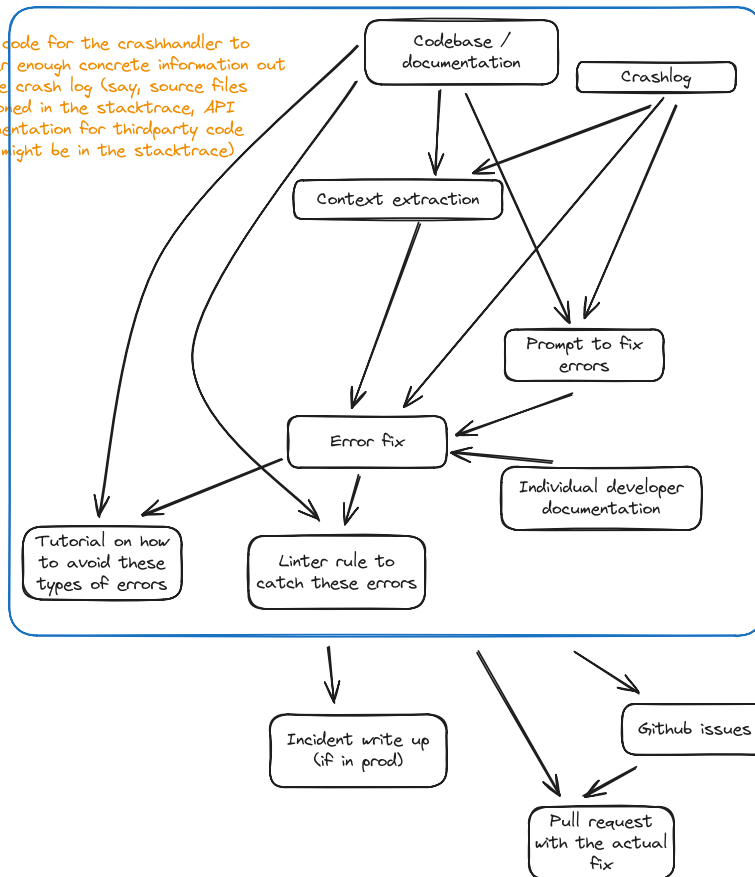 code for the crashhandler to
enough concrete information out
crash log (say, source files
in the stacktrace, API
for thirdparty code
might be in the stacktrace)
Codebase /
documentation
Crashlog
Context extraction
Prompt to fix
errors
Error fix
Individual developer
documentation
Tutorial on how
to avoid these
types of errors
Linter rule to
catch these errors
Incident write up
(if in prod)
Github issues
Pull request
with the actual
fix